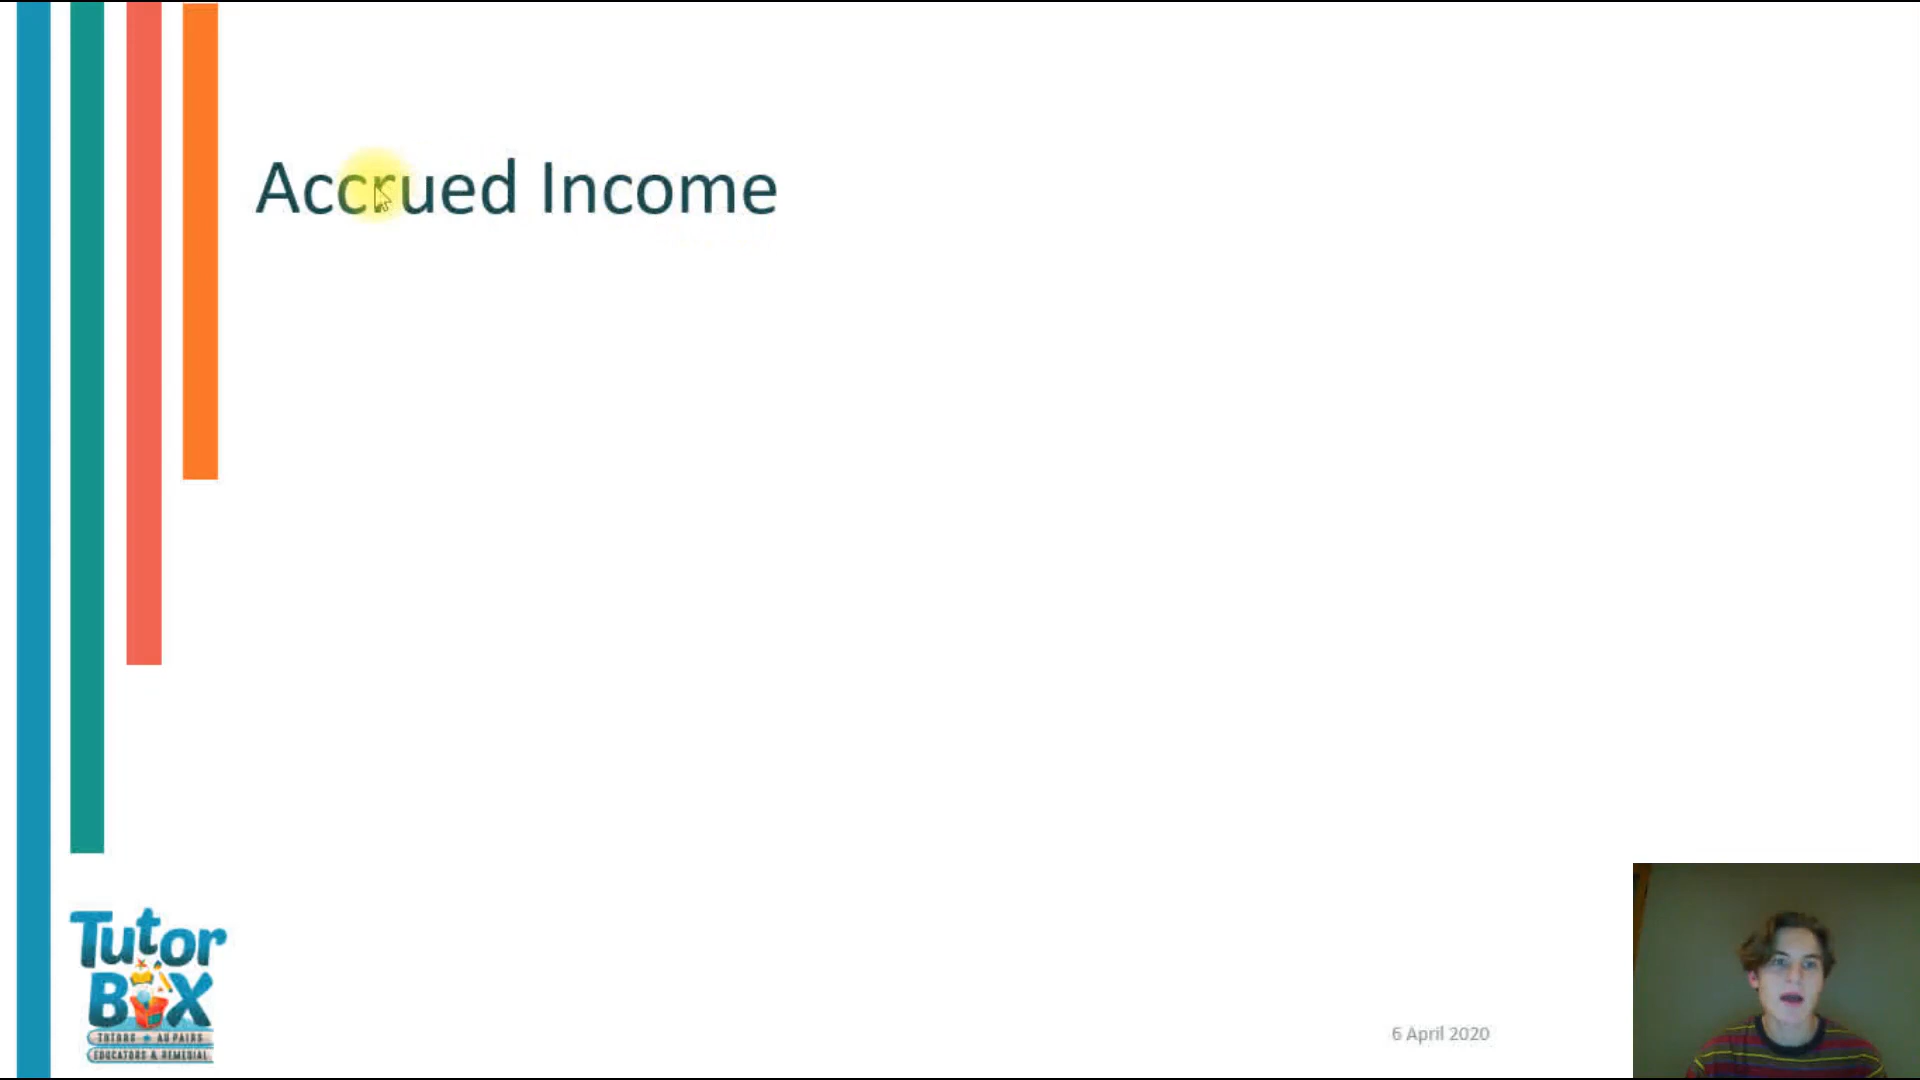 Accrued Income
Tutor
BOX
TUTORS ★ AU PAIRS
EDUCATORS & REMEDIAL
6 April 2020